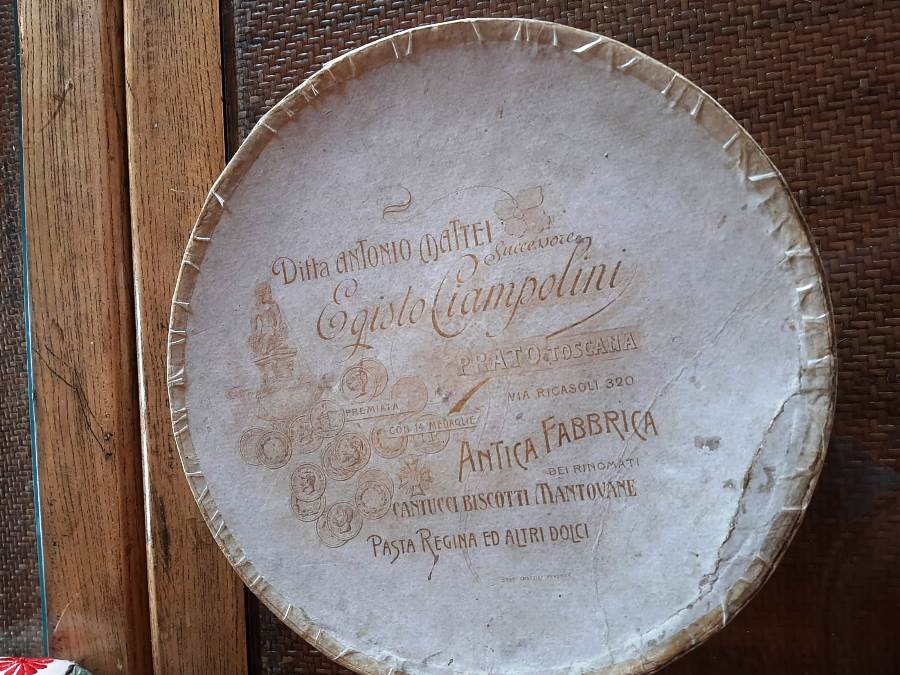 Ditta ANTONIO MATTEI
Successore
Egisto Ciampolini
PRATO-TOSCANA
VIA RICASOLI 320
PREMIATA
CON 14 MEDAGLIE
ANTICA FABBRICA
DEI RINOMATI
CANTUCCI BISCOTTI MANTOVANE
PASTA REGINA ED ALTRI DOLCI